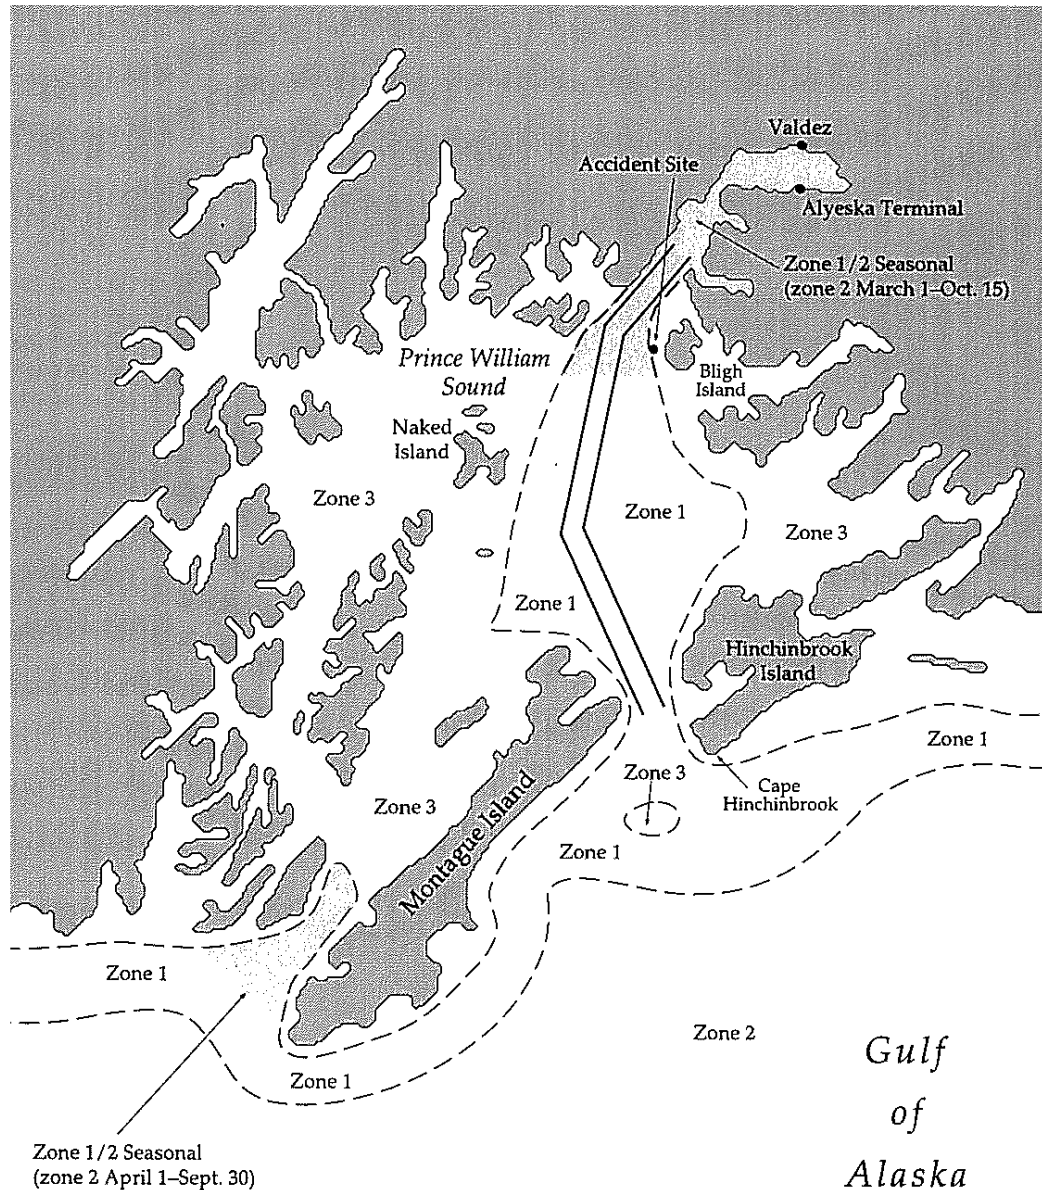 Valdez
Accident Site
Alyeska Terminal
Zone 1/2 Seasonal
(zone 2 March 1–Oct. 15)
Prince William
Sound
Bligh
Island
Naked
Island
Zone 3
Zone 1
Zone 3
Zone 1
Hinchinbrook
Island
Zone 1
Zone 3
Cape
Hinchinbrook
Zone 3
Montague Island
Zone 1
Zone 1
Zone 2
Gulf
of
Alaska
Zone 1
Zone 1/2 Seasonal
(zone 2 April 1–Sept. 30)